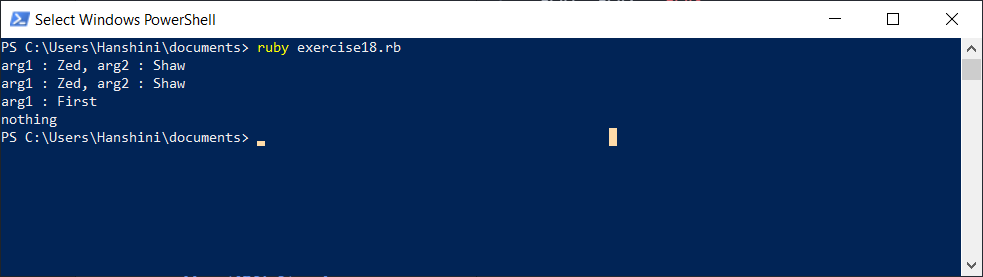 Select Windows PowerShell
PS C:\Users\Hanshini\documents> ruby exercise18.rb
arg1 : Zed, arg2 : Shaw
arg1 : Zed, arg2 : Shaw
arg1 : First
nothing
PS C:\Users\Hanshini\documents>